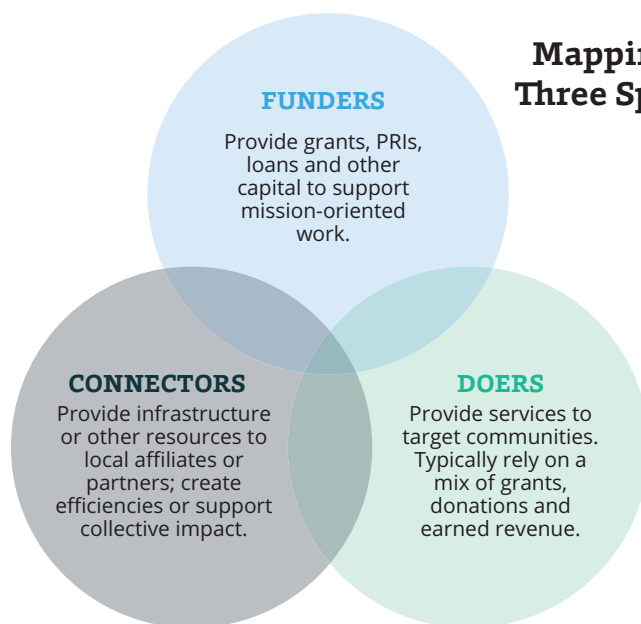 Mappin
Three Sp
FUNDERS
Provide grants, PRIs,
loans and other
capital to support
mission-oriented
work.
CONNECTORS
Provide infrastructure
or other resources to
local affiliates or
partners; create
efficiencies or support
collective impact.
DOERS
Provide services to
target communities.
Typically rely on a
mix of grants,
donations and
earned revenue.